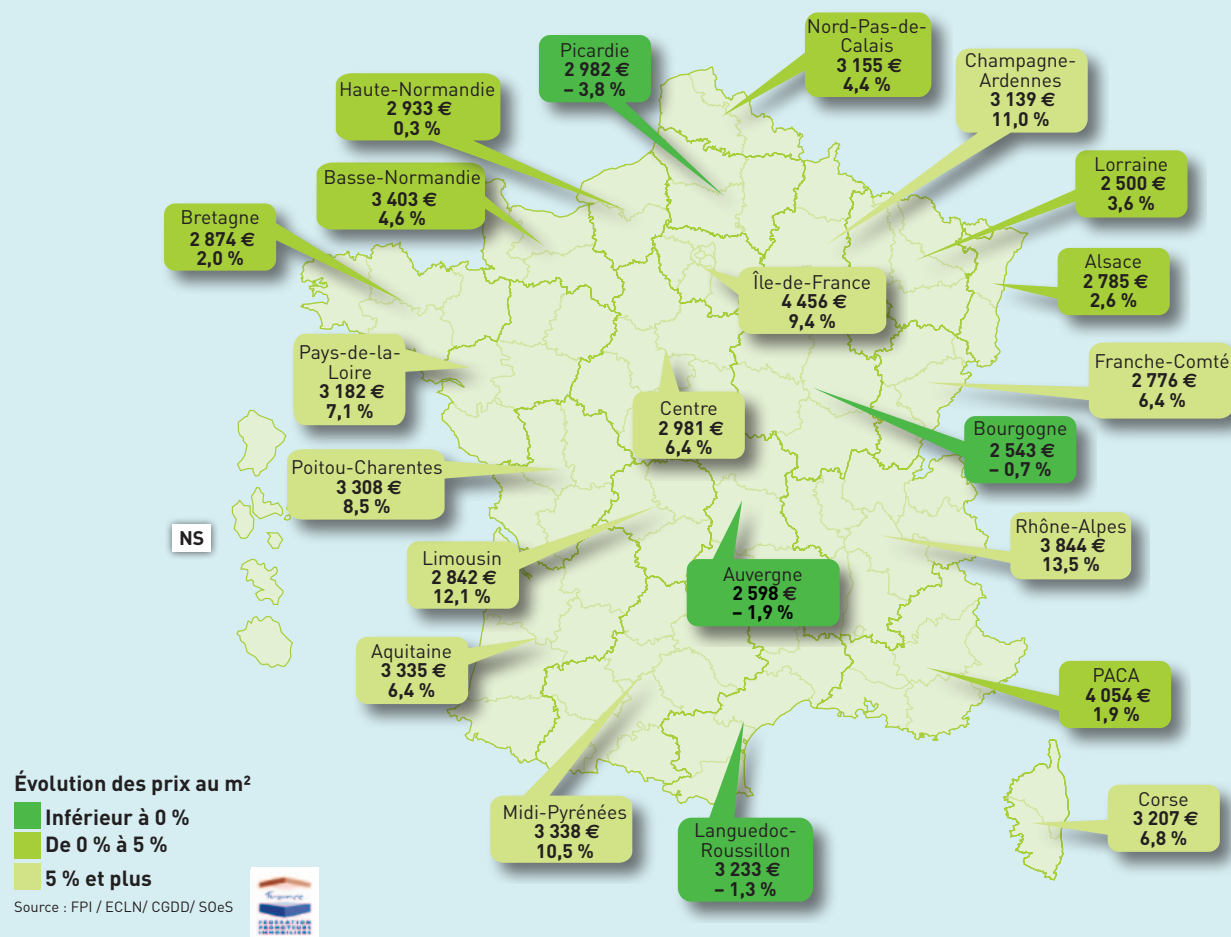 Nord-Pas-de-
Calais
3 155 €
4,4 %
Picardie
2 982 €
– 3,8 %
Champagne-
Ardennes
3 139 €
11,0 %
Haute-Normandie
2 933 €
0,3 %
Lorraine
2 500 €
3,6 %
Basse-Normandie
3 403 €
4,6 %
Bretagne
2 874 €
2,0 %
Alsace
2 785 €
2,6 %
Île-de-France
4 456 €
9,4 %
Pays-de-la-
Loire
3 182 €
7,1 %
Franche-Comté
2 776 €
6,4 %
Centre
2 981 €
6,4 %
Bourgogne
2 543 €
– 0,7 %
Poitou-Charentes
3 308 €
8,5 %
NS
Rhône-Alpes
3 844 €
13,5 %
Limousin
2 842 €
12,1 %
Auvergne
2 598 €
– 1,9 %
Aquitaine
3 335 €
6,4 %
PACA
4 054 €
1,9 %
Midi-Pyrénées
3 338 €
10,5 %
Languedoc-
Roussillon
3 233 €
– 1,3 %
Corse
3 207 €
6,8 %
Évolution des prix au m²
Inférieur à 0 %
De 0 % à 5 %
5 % et plus
Source : FPI / ECLN/ CGDD/ SOeS
France
FÉDÉRATION
PROMOTEURS
IMMOBILIERS